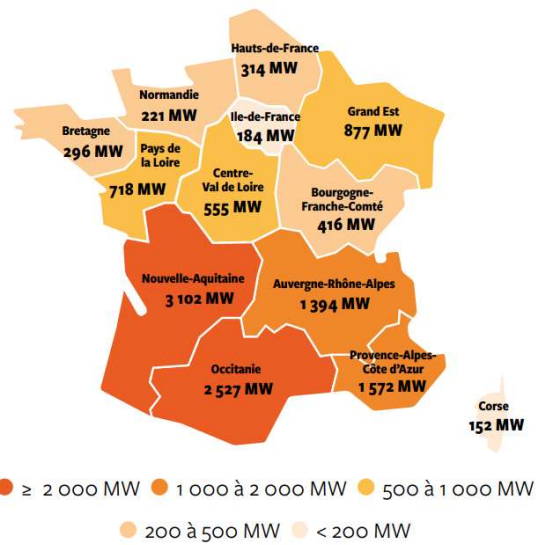 Hauts-de-France
314 MW
Normandie
221 MW
Ile-de-France
184 MW
Grand Est
877 MW
Bretagne
296 MW
Pays de
la Loire
718 MW
Centre-
Val de Loire
555 MW
Bourgogne-
Franche-Comté
416 MW
Nouvelle-Aquitaine
3 102 MW
Auvergne-Rhône-Alpes
1 394 MW
Occitanie
2 527 MW
Provence-Alpes-
Côte d'Azur
1 572 MW
Corse
152 MW
≥ 2 000 MW 1 000 à 2 000 MW 500 à 1 000 MW
200 à 500 MW < 200 MW